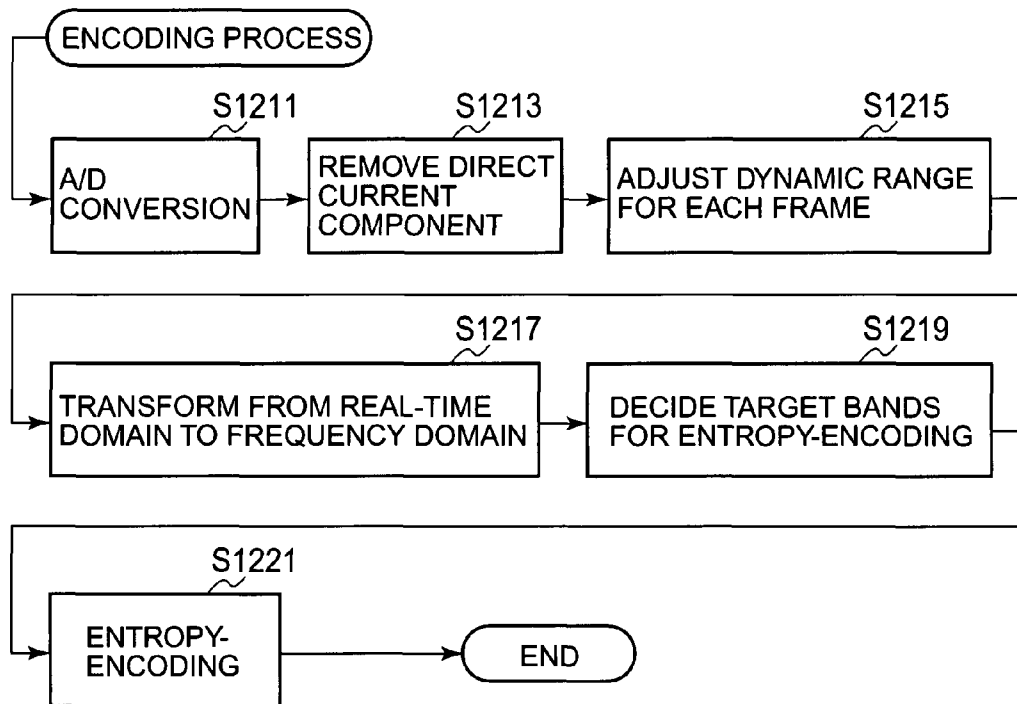 ENCODING PROCESS
S1211
S1213
S1215
A/D
CONVERSION
REMOVE DIRECT
CURRENT
COMPONENT
ADJUST DYNAMIC RANGE
FOR EACH FRAME
S1217
S1219
TRANSFORM FROM REAL-TIME
DOMAIN TO FREQUENCY DOMAIN
DECIDE TARGET BANDS
FOR ENTROPY-ENCODING
S1221
ENTROPY-
ENCODING
END